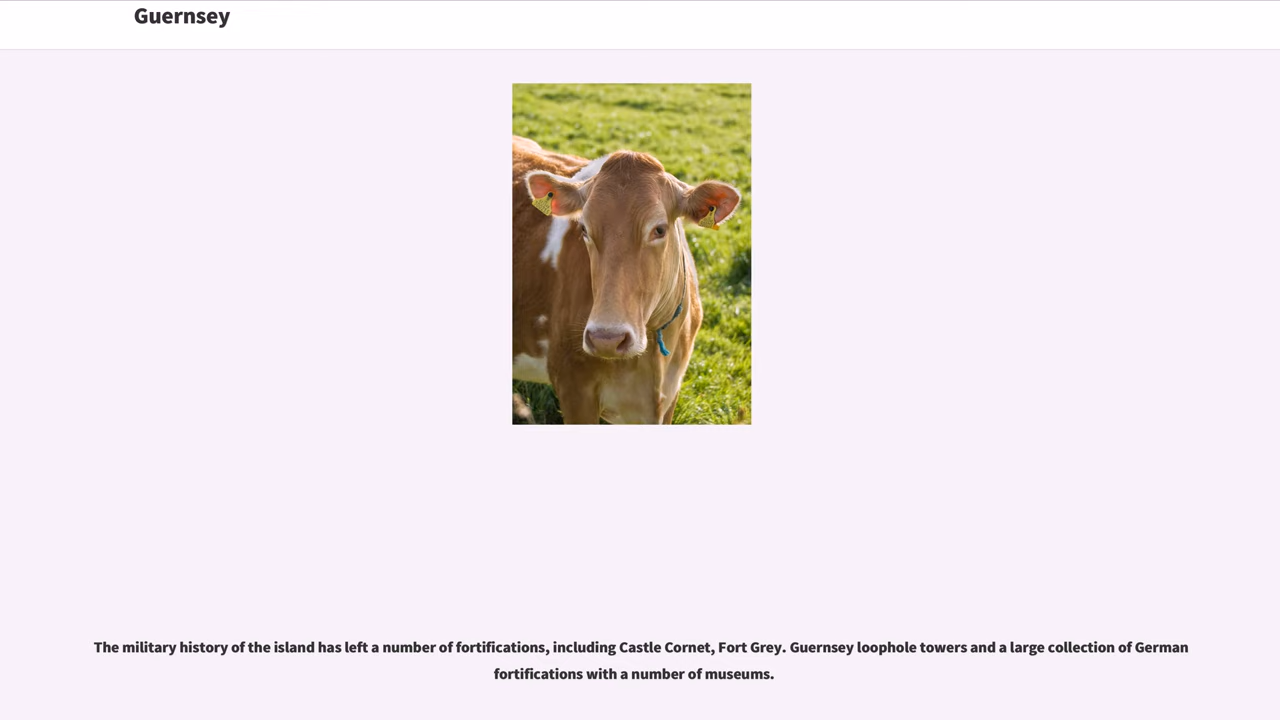 Guernsey
The military history of the island has left a number of fortifications, including Castle Cornet, Fort Grey. Guernsey loophole towers and a large collection of German
fortifications with a number of museums.